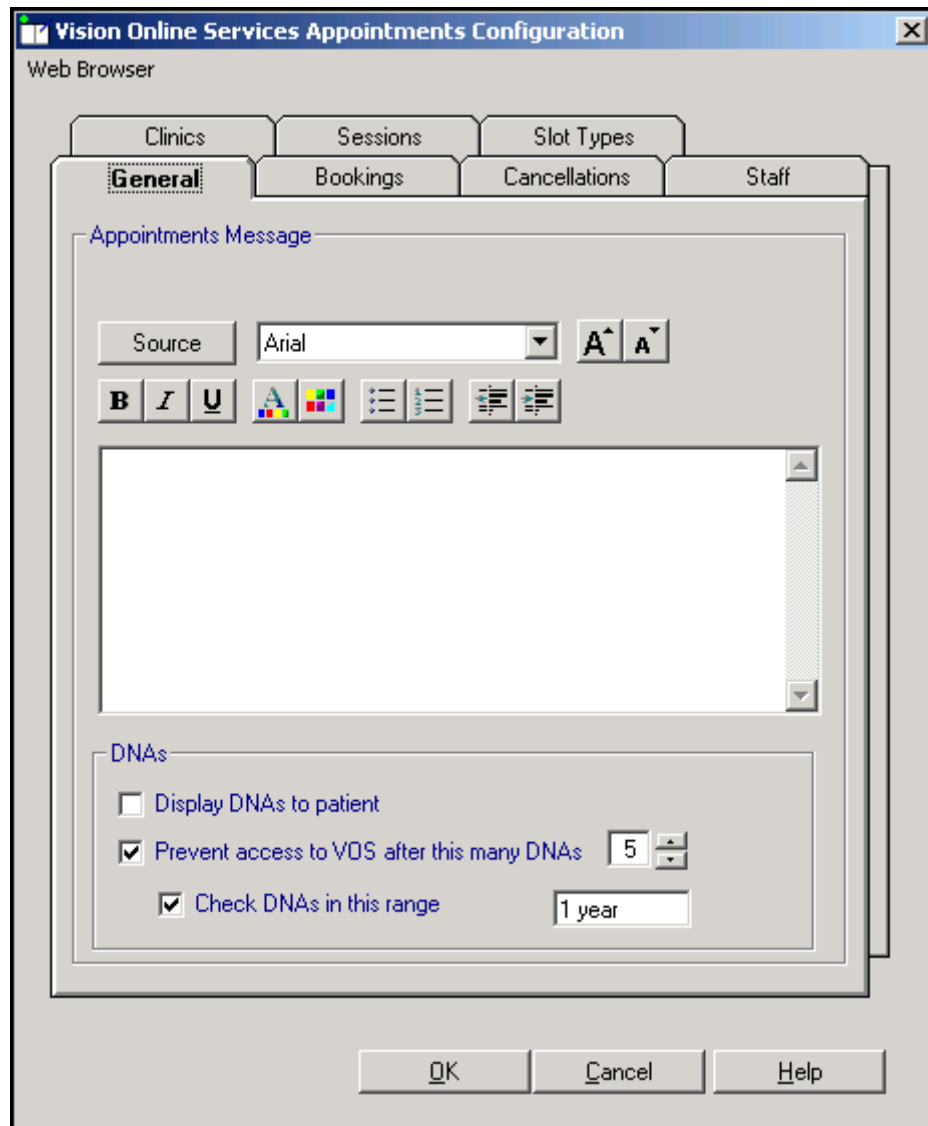 Vision Online Services Appointments Configuration
Web Browser
Clinics Sessions Slot Types
General Bookings Cancellations Staff
Appointments Message
Source Arial A A
B I U A
DNAs
Display DNAs to patient
Prevent access to VOS after this many DNAs 5
Check DNAs in this range 1 year
OK Cancel Help